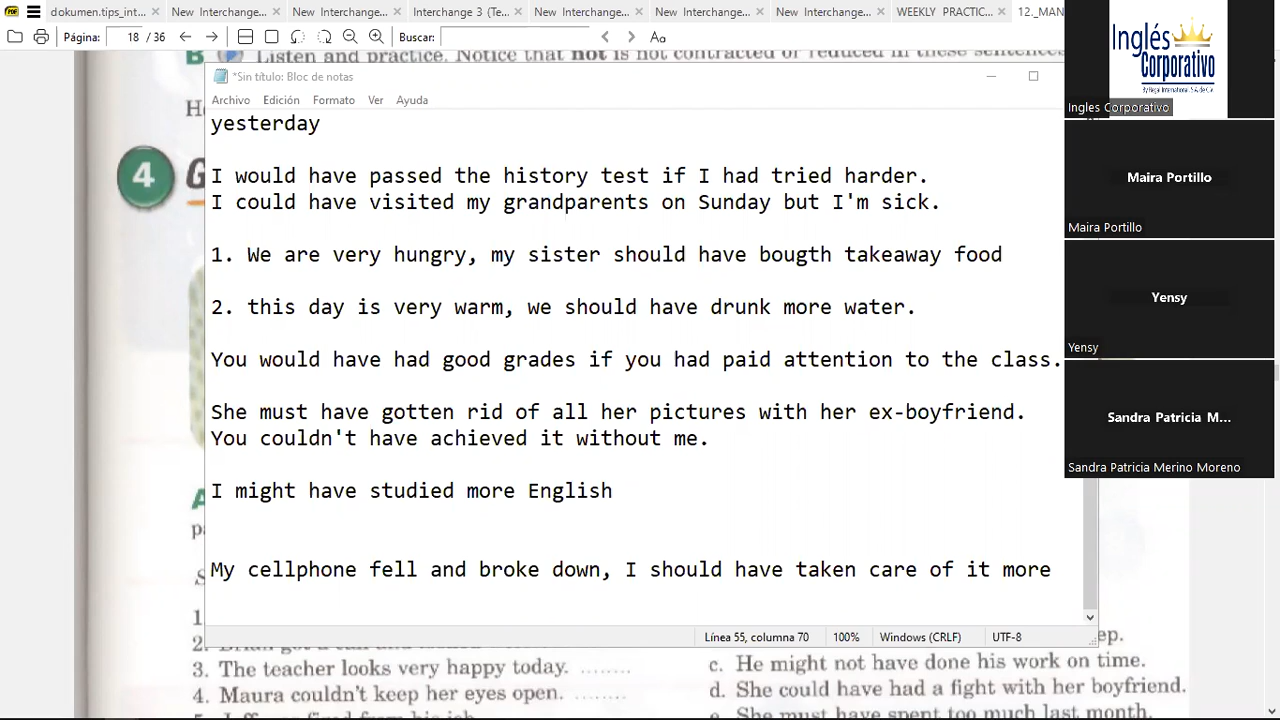 dokumen.tips_int...
New Interchange...
New Interchange...
Interchange 3 (Te...
New Interchange...
New Interchange...
New Interchange...
WEEKLY PRACTIC...
12._MAN
Página:
18 / 36
Buscar:
Aa
B
Listen and practice. Notice that not is not contracted or reduced in these sentences
*Sin título: Bloc de notas
Archivo Edición Formato Ver Ayuda
yesterday
4
I would have passed the history test if I had tried harder.
I could have visited my grandparents on Sunday but I'm sick.
1. We are very hungry, my sister should have bougth takeaway food
2. this day is very warm, we should have drunk more water.
You would have had good grades if you had paid attention to the class.
She must have gotten rid of all her pictures with her ex-boyfriend.
You couldn't have achieved it without me.
I might have studied more English
My cellphone fell and broke down, I should have taken care of it more
Línea 55, columna 70
100%
Windows (CRLF)
UTF-8
1
2.
3. The teacher looks very happy today. ........
4. Maura couldn't keep her eyes open. ........
ep.
c. He might not have done his work on time.
d. She could have had a fight with her boyfriend.
e. She must have spent too much last month.
Inglés
Corporativo
Ingles Corporativo
Maira Portillo
Maira Portillo
Yensy
Yensy
Sandra Patricia M...
Sandra Patricia Merino Moreno